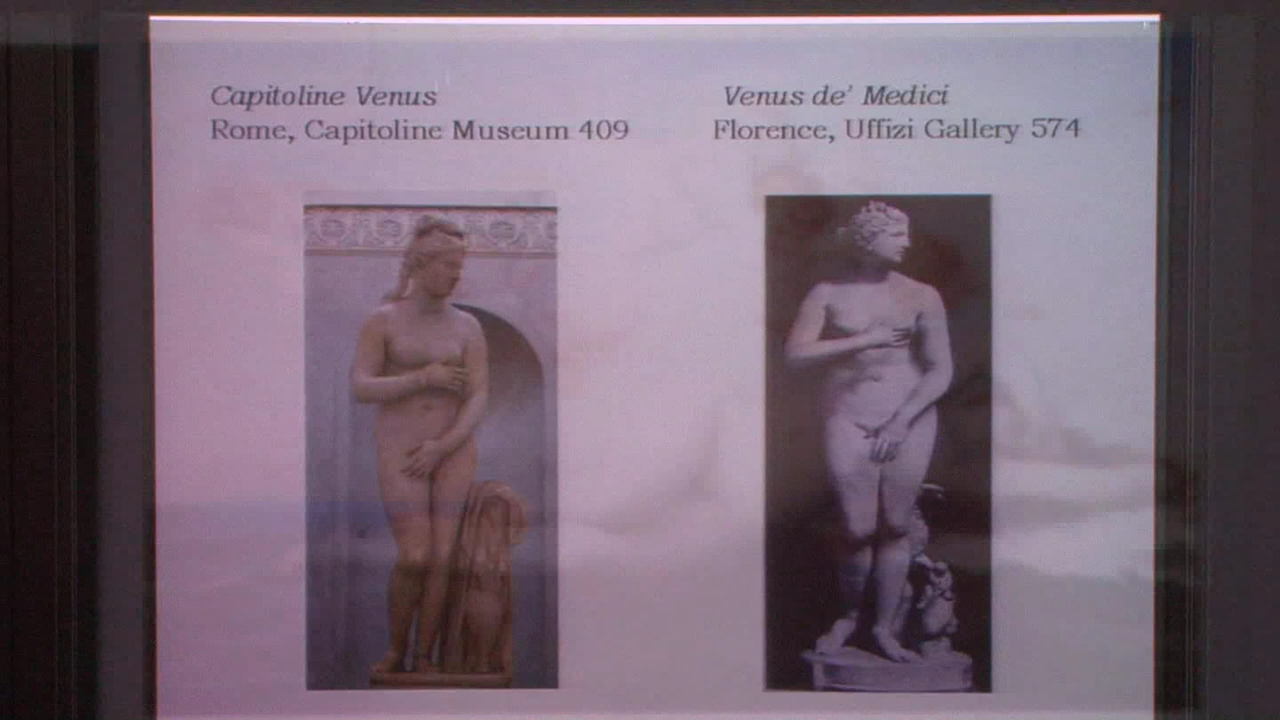 Capitoline Venus
Rome, Capitoline Museum 409
Venus de' Medici
Florence, Uffizi Gallery 574